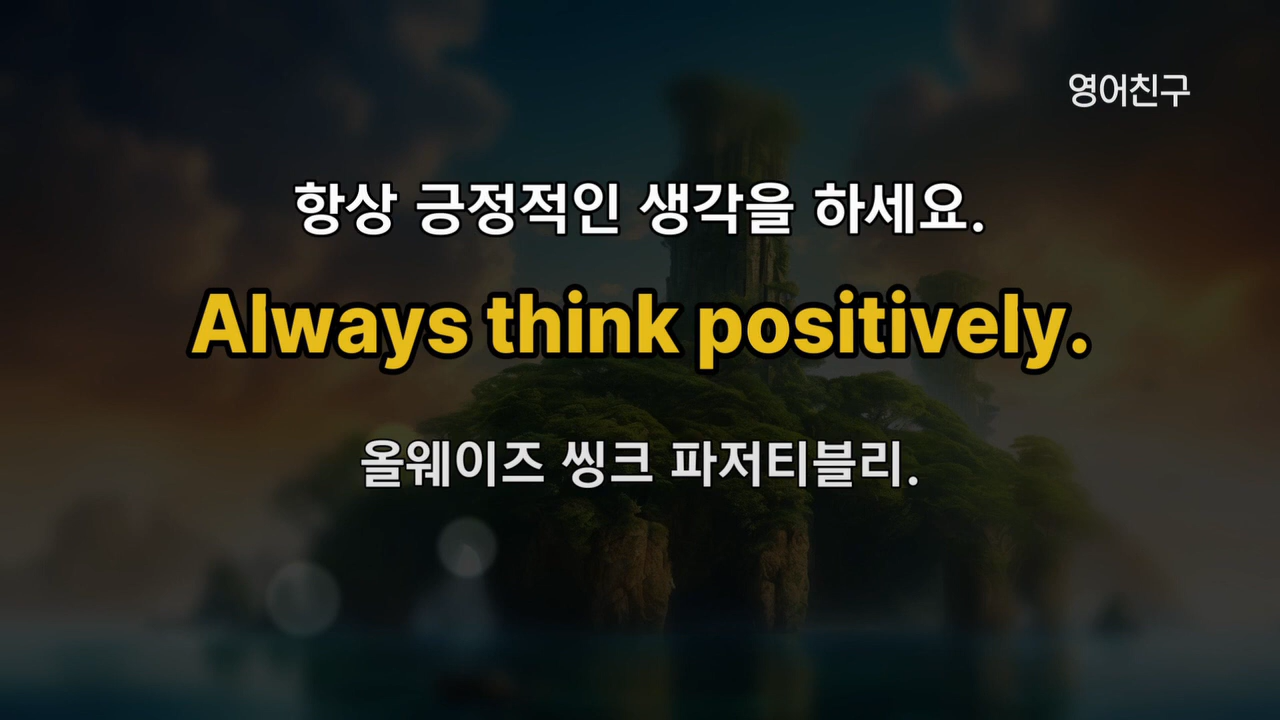 영어친구
항상 긍정적인 생각을 하세요.
Always think positively.
올웨이즈 씽크 파저티블리.